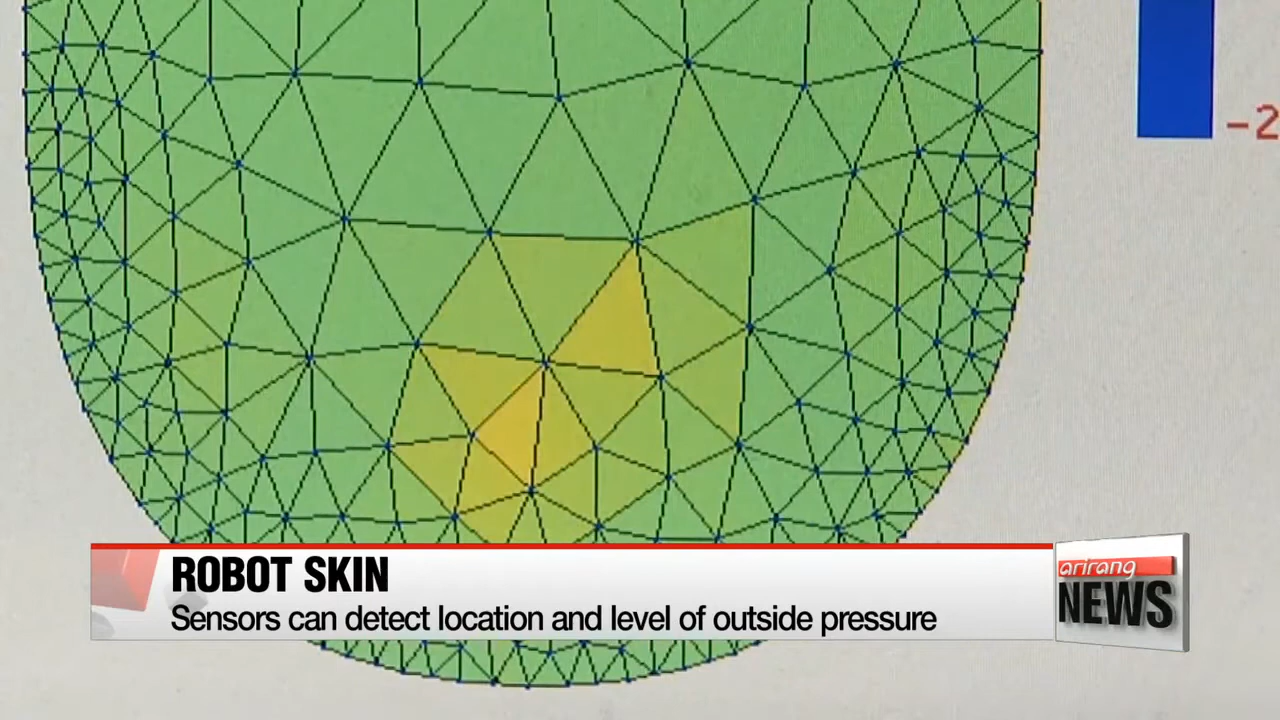 -2
ROBOT SKIN
Sensors can detect location and level of outside pressure
arirang
NEWS